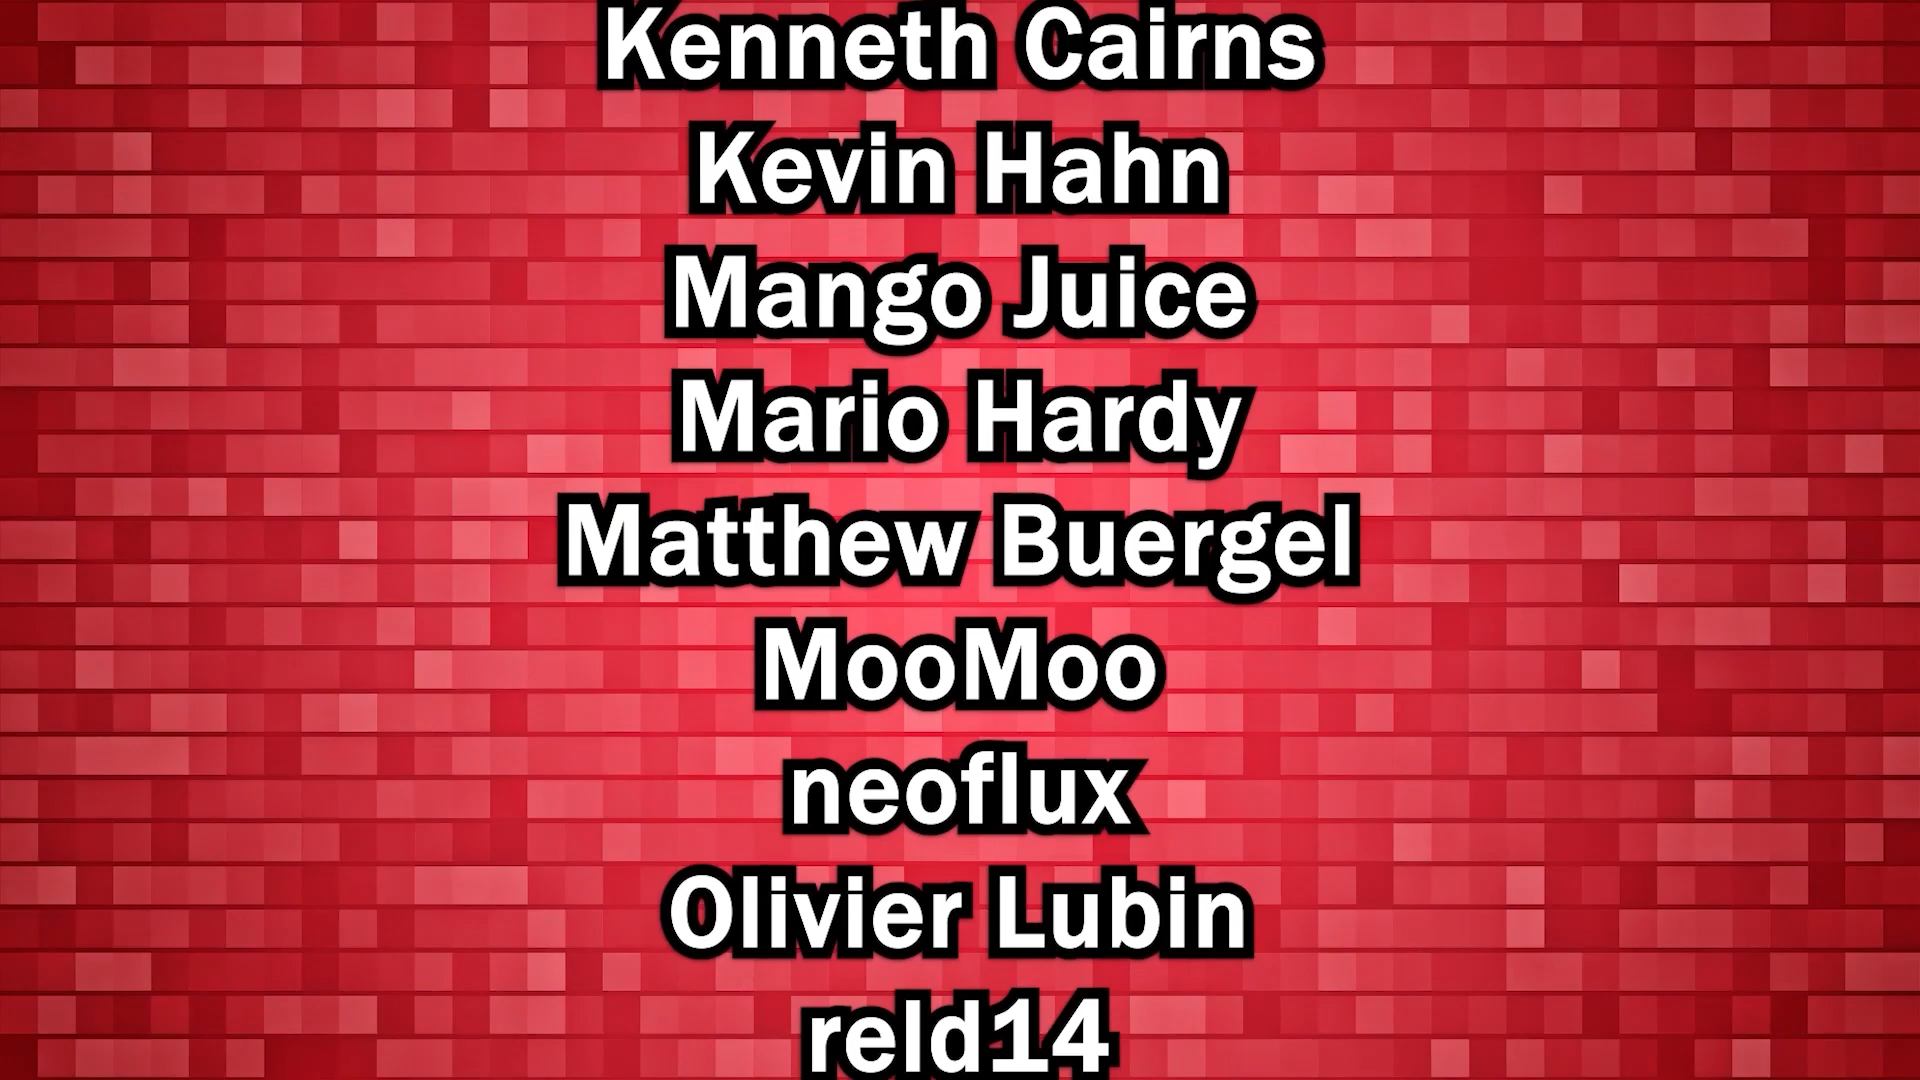 Kenneth Cairns
Kevin Hahn
Mango Juice
Mario Hardy
Matthew Buergel
MooMoo
neoflux
Olivier Lubin
reld14